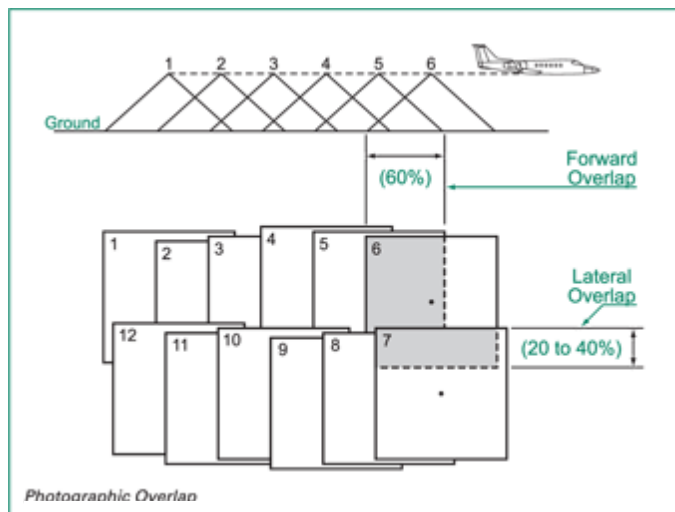 1 2 3 4 5 6
Ground
(60%)
Forward
Overlap
1
2
3
4
5
6
Lateral
Overlap
12
11
10
9
8
7
(20 to 40%)
Photographic Overlap